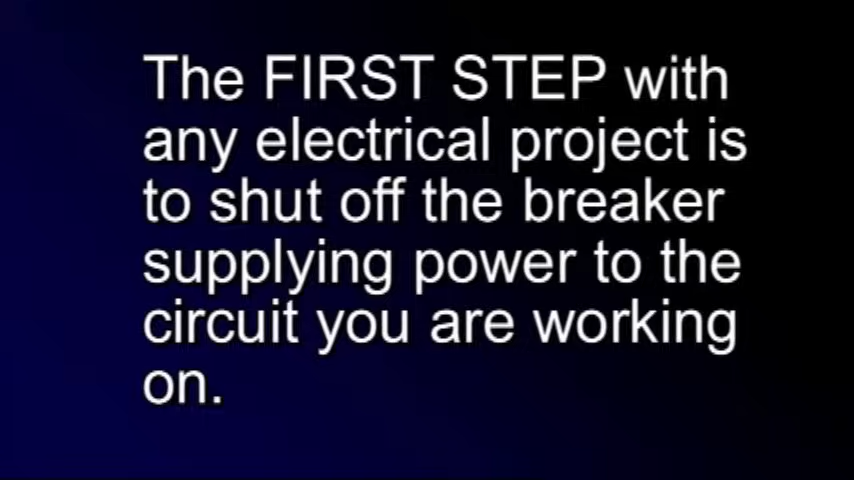 The FIRST STEP with
any electrical project is
to shut off the breaker
supplying power to the
circuit you are working
on.